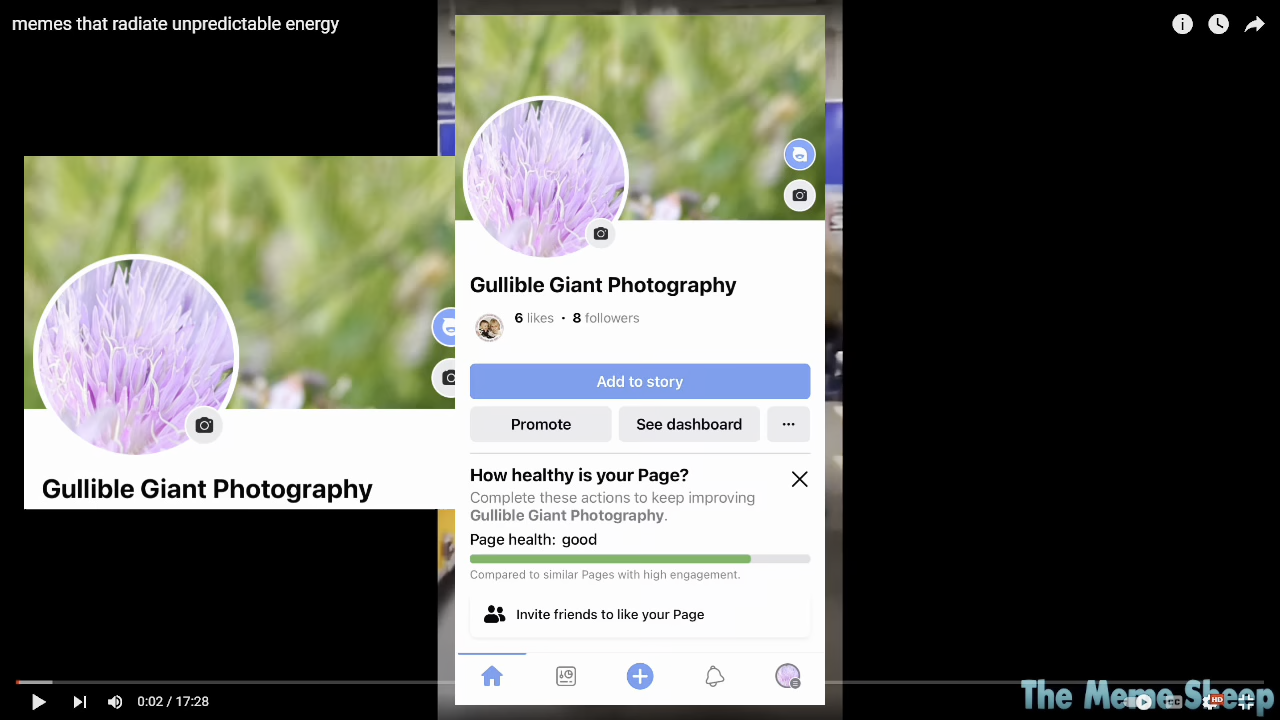 memes that radiate unpredictable energy
Gullible Giant Photography
Gullible Giant Photography
6 likes · 8 followers
Add to story
Promote
See dashboard
···
How healthy is your Page?
Complete these actions to keep improving
Gullible Giant Photography.
Page health: good
Compared to similar Pages with high engagement.
Invite friends to like your Page
0:02 / 17:28
CC
HD
The Meme Sheep